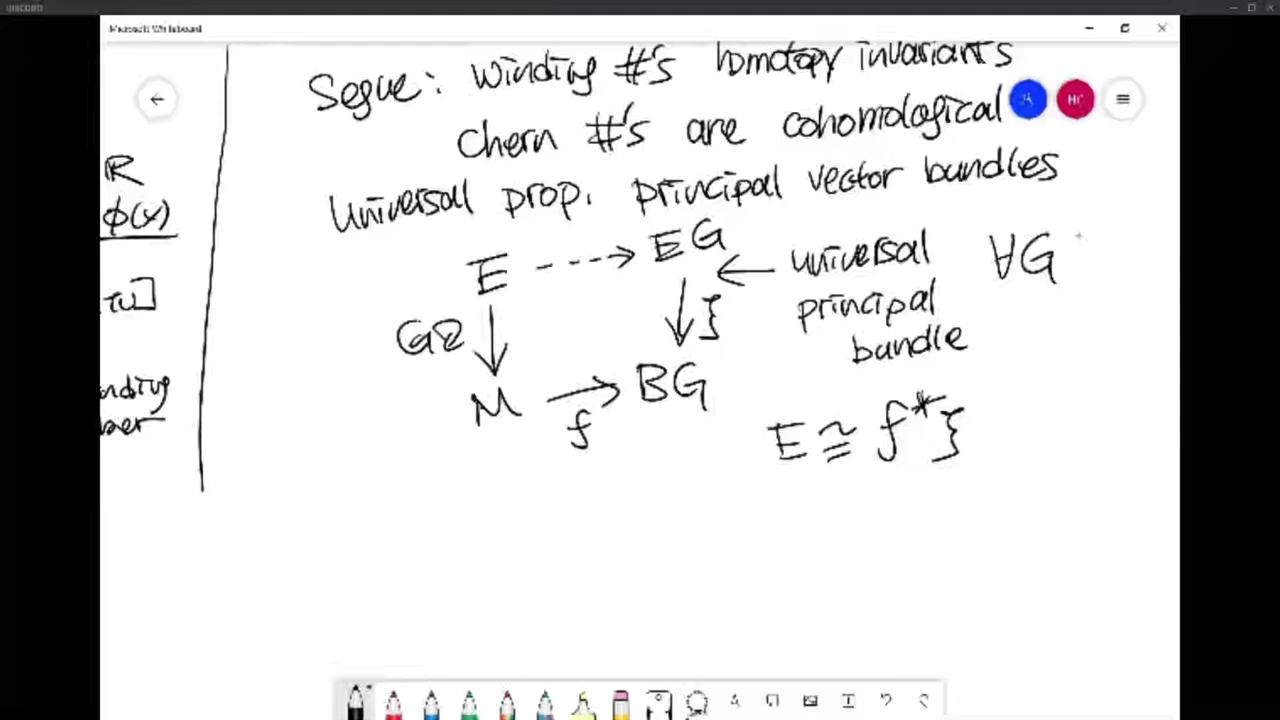 DISCORD
Microsoft Whiteboard
Segue: Winding #'s homotopy invariants
Chern #'s are cohomological
Universal prop. principal vector bundles
ℝ
ϕ(x)
E ⇢ EG ← universal ∀G
principal
bundle
G
M → BG
f
E ≅ f*ξ